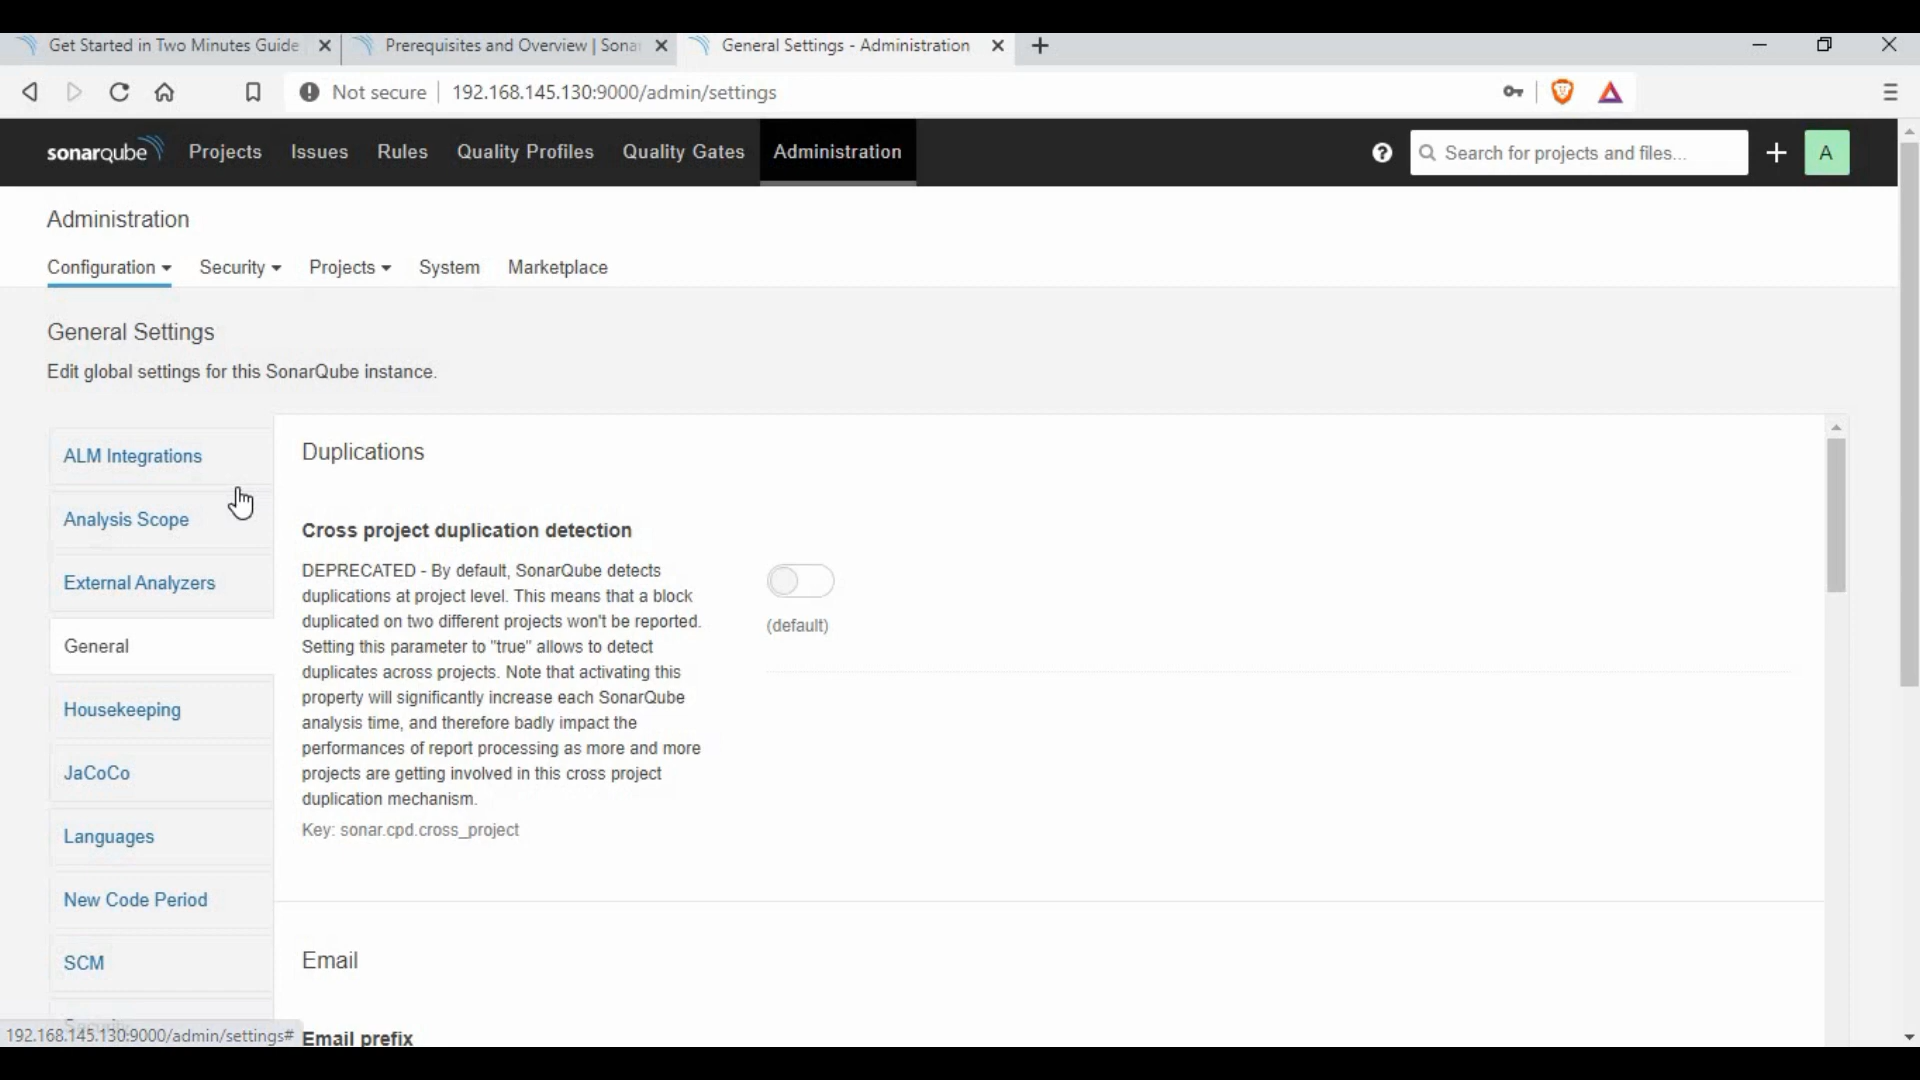 Get Started in Two Minutes Guide
Prerequisites and Overview | Sona
General Settings - Administration
Not secure
192.168.145.130:9000/admin/settings
sonarqube
Projects
Issues
Rules
Quality Profiles
Quality Gates
Administration
Search for projects and files...
A
Administration
Configuration
Security
Projects
System
Marketplace
General Settings
Edit global settings for this SonarQube instance.
ALM Integrations
Analysis Scope
External Analyzers
General
Housekeeping
JaCoCo
Languages
New Code Period
SCM
Duplications
Cross project duplication detection
DEPRECATED - By default, SonarQube detects
duplications at project level. This means that a block
duplicated on two different projects won't be reported.
Setting this parameter to "true" allows to detect
duplicates across projects. Note that activating this
property will significantly increase each SonarQube
analysis time, and therefore badly impact the
performances of report processing as more and more
projects are getting involved in this cross project
duplication mechanism.
Key: sonar.cpd.cross_project
(default)
Email
Email prefix
192.168.145.130:9000/admin/settings#